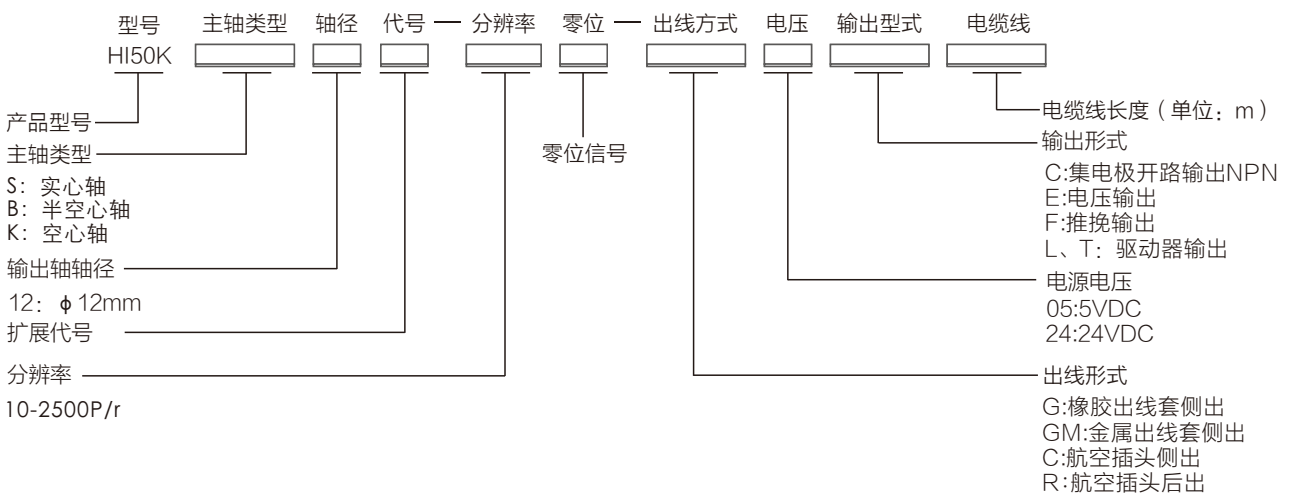 型号 主轴类型 轴径 代号 — 分辨率 零位 — 出线方式 电压 输出型式 电缆线
HI50K
产品型号
主轴类型
S: 实心轴
B: 半空心轴
K: 空心轴
输出轴轴径
12: ϕ12mm
扩展代号
分辨率
10-2500P/r
零位信号
电缆线长度(单位:m)
输出形式
C:集电极开路输出NPN
E:电压输出
F:推挽输出
L、T: 驱动器输出
电源电压
05:5VDC
24:24VDC
出线形式
G:橡胶出线套侧出
GM:金属出线套侧出
C:航空插头侧出
R:航空插头后出